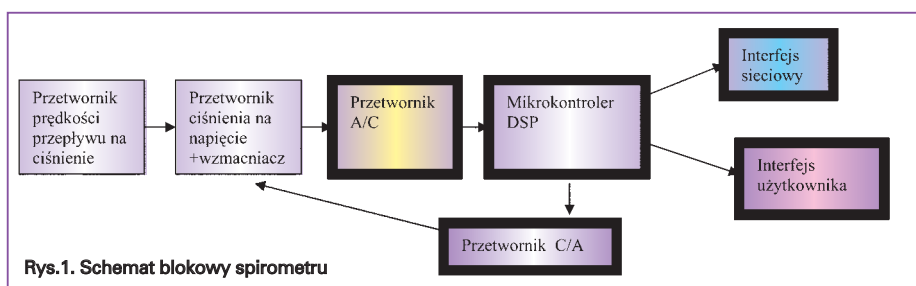 Przetwornik
prędkości
przepływu na
ciśnienie
Przetwornik
ciśnienia na
napięcie
+wzmacniacz
Przetwornik
A/C
Mikrokontroler
DSP
Interfejs
sieciowy
Interfejs
użytkownika
Przetwornik C/A
Rys.1. Schemat blokowy spirometru